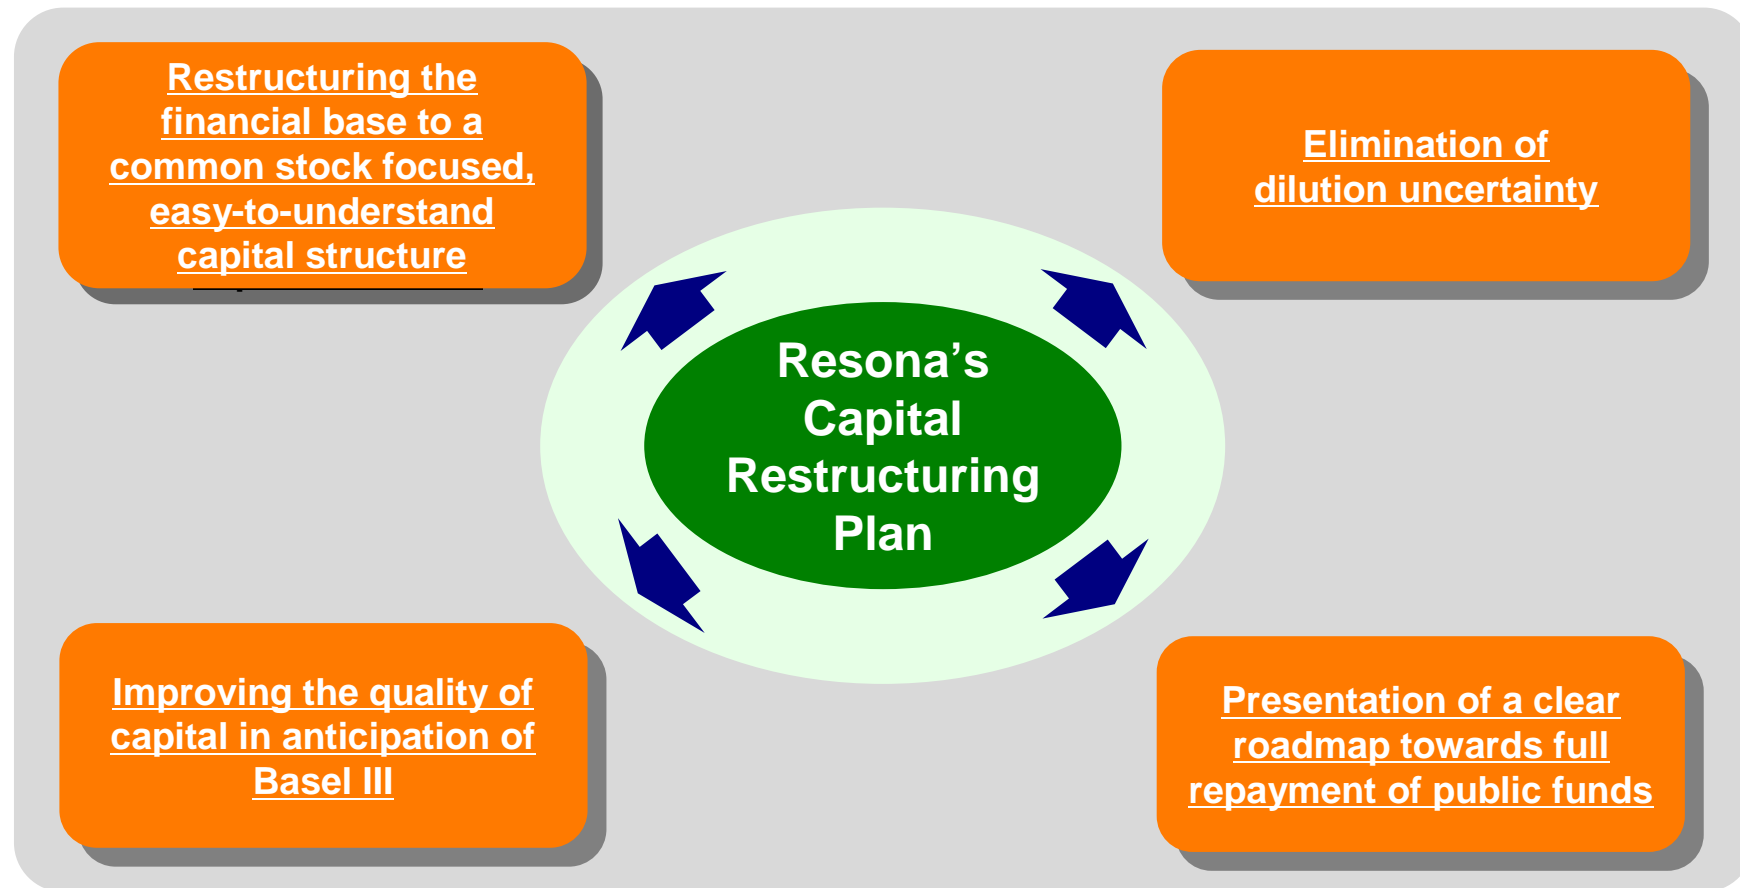 Restructuring the
financial base to a
common stock focused,
easy-to-understand
capital structure
Elimination of
dilution uncertainty
Resona’s
Capital
Restructuring
Plan
Improving the quality of
capital in anticipation of
Basel III
Presentation of a clear
roadmap towards full
repayment of public funds